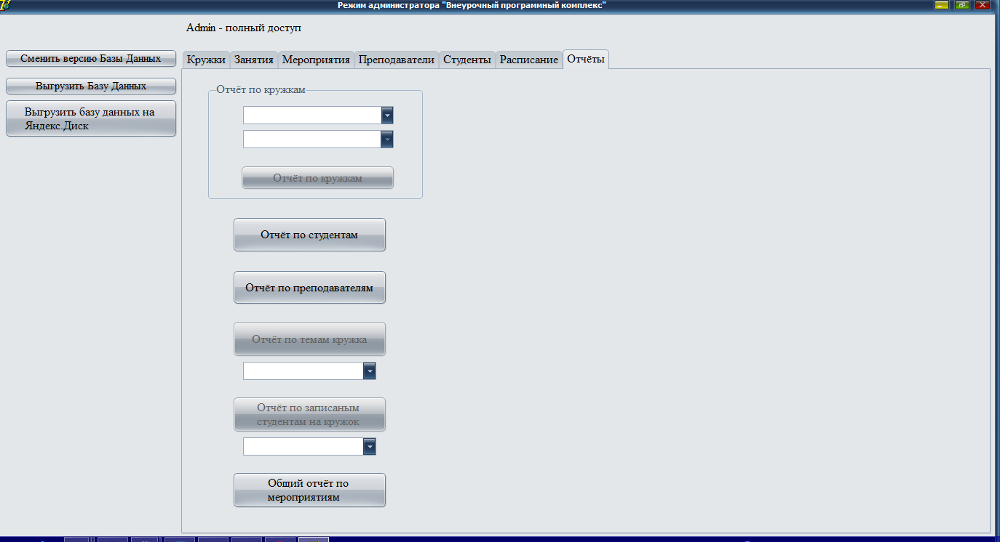 Режим администратора "Внеурочный программный комплекс"
Admin - полный доступ
Сменить версию Базы Данных
Выгрузить Базу Данных
Выгрузить базу данных на
Яндекс.Диск
Кружки Занятия Мероприятия Преподаватели Студенты Расписание Отчёты
Отчёт по кружкам
Отчёт по кружкам
Отчёт по студентам
Отчёт по преподавателям
Отчёт по темам кружка
Отчёт по записаным
студентам на кружок
Общий отчёт по
мероприятиям